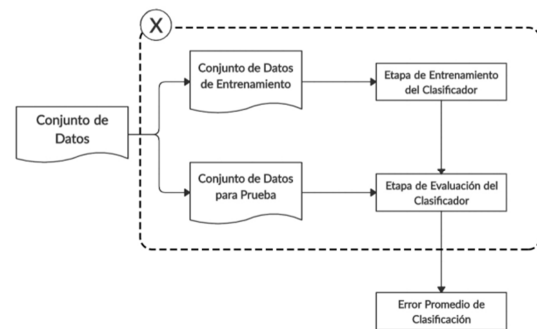 X
Conjunto de Datos
de Entrenamiento
Etapa de Entrenamiento
del Clasificador
Conjunto de
Datos
Conjunto de Datos
para Prueba
Etapa de Evaluación del
Clasificador
Error Promedio de
Clasificación